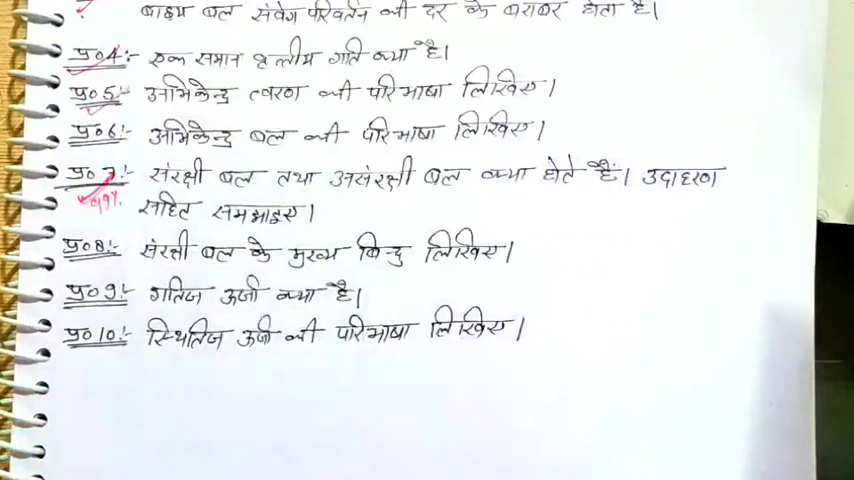 बाह्य बल संवेग परिवर्तन की दर के बराबर होता है।
प्र०4:- एक समान वृत्तीय गति क्या है।
प्र०5:- अभिकेन्द्र त्वरण की परिभाषा लिखिए।
प्र०6:- अभिकेन्द्र बल की परिभाषा लिखिए।
प्र०7:- संरक्षी बल तथा असंरक्षी बल क्या होते हैं। उदाहरण
सहित समझाइए।
प्र०8:- संरक्षी बल के मुख्य बिन्दु लिखिए।
प्र०9:- गतिज ऊर्जा क्या है।
प्र०10:- स्थितिज ऊर्जा की परिभाषा लिखिए।